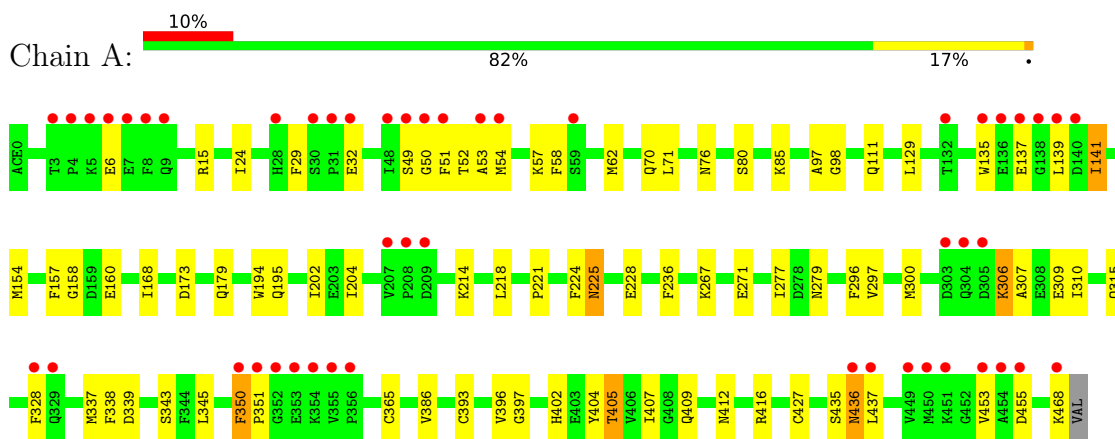 10%
Chain A:
82% 17% •
ACE0 T3 P4 K5 E6 E7 F8 Q9 R15 I24 H28 F29 S30 P31 E32 I48 S49 G50 F51 T52 A53 M54 K57 F58 S59 M62 Q70 L71 N76 S80 K85 A97 G98 Q111 L129 T132 W135 E136 E137 G138 L139 D140 I141
M154 F157 G158 D159 E160 I168 D173 Q179 W194 Q195 I202 E203 I204 V207 P208 D209 K214 L218 P221 F224 N225 E228 F236 K267 E271 I277 D278 N279 F296 V297 M300 D303 Q304 D305 K306 A307 E308 E309 I310
F328 Q329 M337 F338 D339 S343 F344 L345 F350 P351 G352 E353 K354 V355 P356 C365 V386 C393 V396 G397 H402 E403 Y404 T405 V406 I407 G408 Q409 N412 R416 C427 S435 N436 L437 V449 M450 K451 G452 V453 A454 D455 K468 VAL